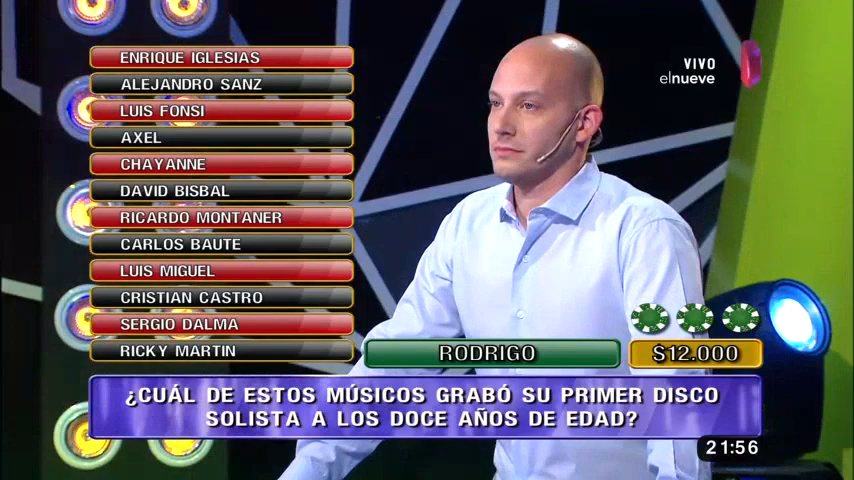 ENRIQUE IGLESIAS
ALEJANDRO SANZ
LUIS FONSI
AXEL
CHAYANNE
DAVID BISBAL
RICARDO MONTANER
CARLOS BAUTE
LUIS MIGUEL
CRISTIAN CASTRO
SERGIO DALMA
RICKY MARTIN
VIVO
elnueve
RODRIGO
$12.000
¿CUÁL DE ESTOS MÚSICOS GRABÓ SU PRIMER DISCO
SOLISTA A LOS DOCE AÑOS DE EDAD?
21:56